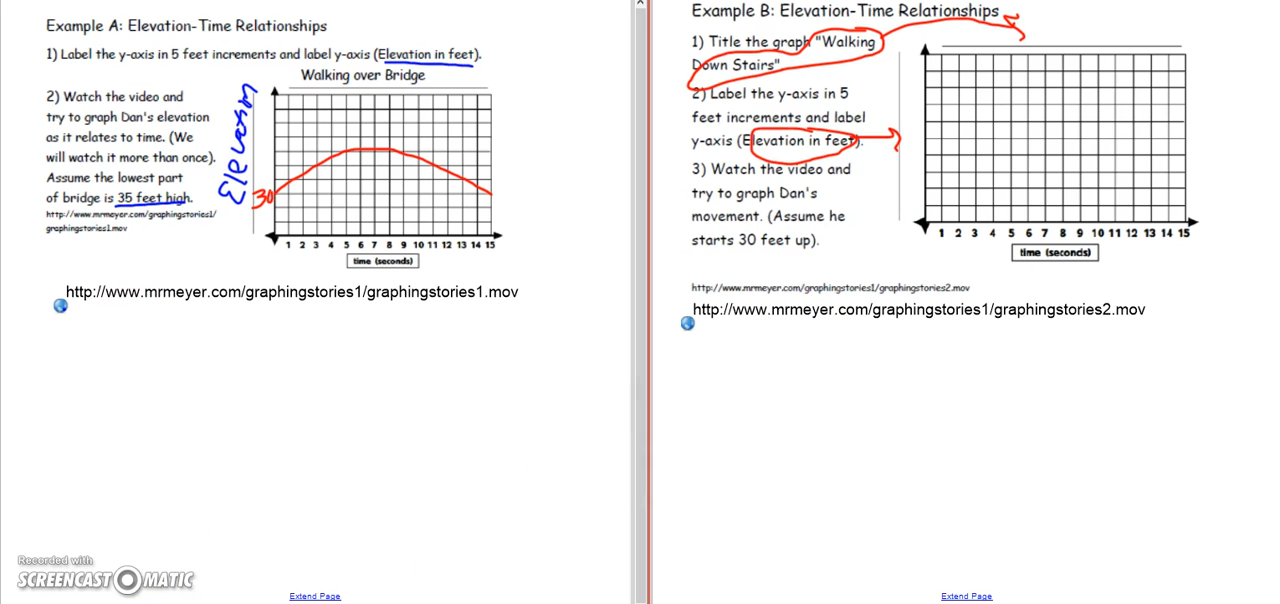 Example A: Elevation-Time Relationships
1) Label the y-axis in 5 feet increments and label y-axis (Elevation in feet).
Walking over Bridge
2) Watch the video and
try to graph Dan's elevation
as it relates to time. (We
will watch it more than once).
Assume the lowest part
of bridge is 35 feet high.
http://www.mrmeyer.com/graphingstories1/
graphingstories1.mov
Elevation
30
1 2 3 4 5 6 7 8 9 10 11 12 13 14 15
time (seconds)
http://www.mrmeyer.com/graphingstories1/graphingstories1.mov
Recorded with
SCREENCAST O MATIC
Extend Page
Example B: Elevation-Time Relationships
1) Title the graph "Walking
Down Stairs"
2) Label the y-axis in 5
feet increments and label
y-axis (Elevation in feet).
3) Watch the video and
try to graph Dan's
movement. (Assume he
starts 30 feet up).
1 2 3 4 5 6 7 8 9 10 11 12 13 14 15
time (seconds)
http://www.mrmeyer.com/graphingstories1/graphingstories2.mov
http://www.mrmeyer.com/graphingstories1/graphingstories2.mov
Extend Page